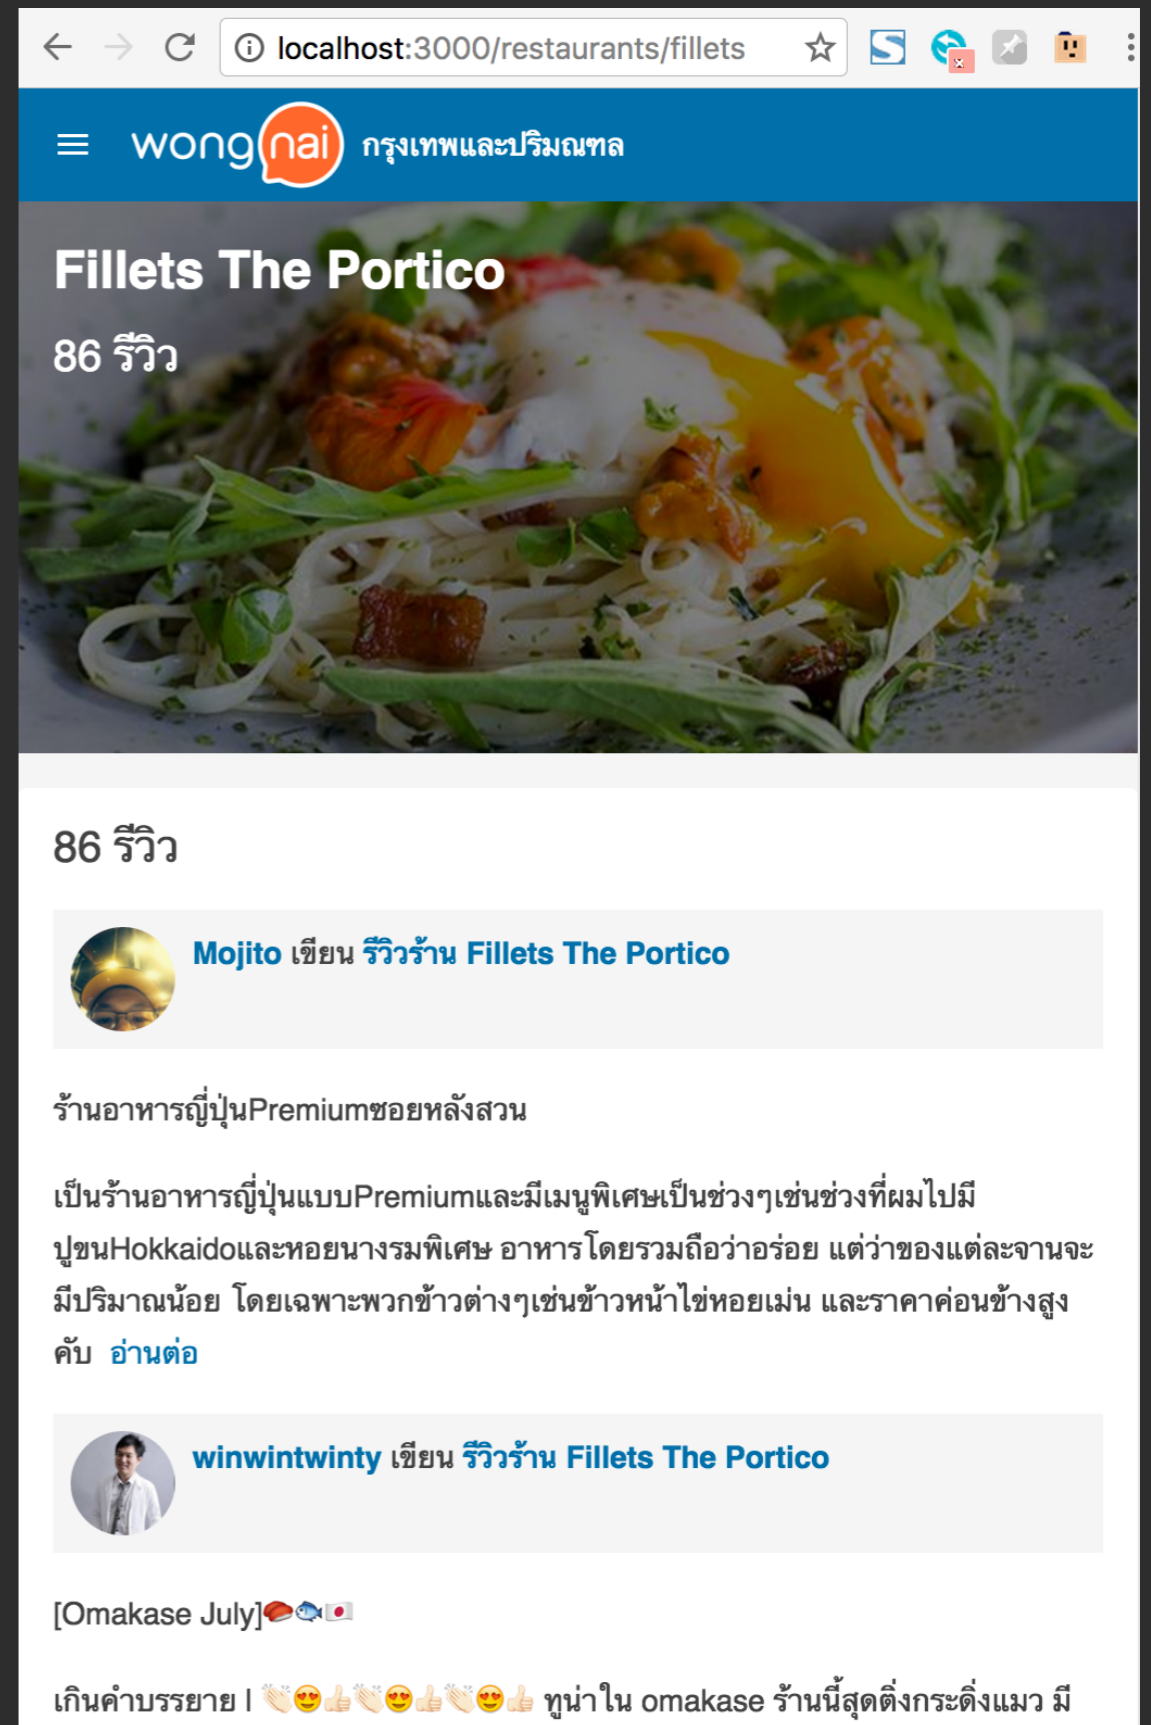 localhost:3000/restaurants/fillets
wongnai กรุงเทพและปริมณฑล
Fillets The Portico
86 รีวิว
86 รีวิว
Mojito เขียน รีวิวร้าน Fillets The Portico
ร้านอาหารญี่ปุ่นPremiumซอยหลังสวน
เป็นร้านอาหารญี่ปุ่นแบบPremiumและมีเมนูพิเศษเป็นช่วงๆเช่นช่วงที่ผมไปมี
ปูขนHokkaidoและหอยนางรมพิเศษ อาหารโดยรวมถือว่าอร่อย แต่ว่าของแต่ละจานจะ
มีปริมาณน้อย โดยเฉพาะพวกข้าวต่างๆเช่นข้าวหน้าไข่หอยเม่น และราคาค่อนข้างสูง
คับ อ่านต่อ
winwintwinty เขียน รีวิวร้าน Fillets The Portico
[Omakase July]🍣🐟🇯🇵
เกินคำบรรยาย l 👏🏻😍👍🏻👏🏻😍👍🏻👏🏻😍👍🏻 ทูน่าใน omakase ร้านนี้สุดติ่งกระดิ่งแมว มี